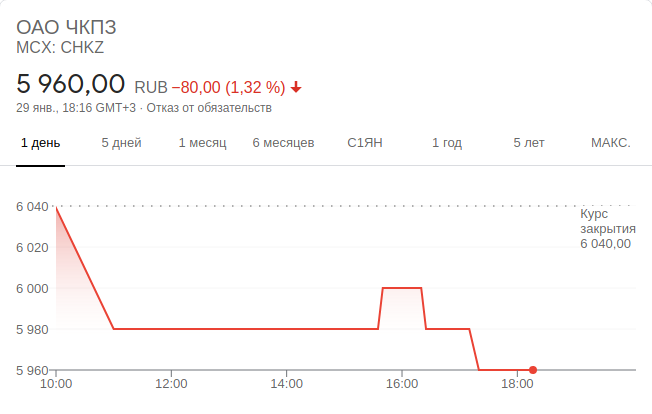 ОАО ЧКПЗ
MCX: CHKZ
5 960,00 RUB −80,00 (1,32 %)
29 янв., 18:16 GMT+3 · Отказ от обязательств
1 день 5 дней 1 месяц 6 месяцев С1ЯН 1 год 5 лет МАКС.
6 040
Курс
закрытия
6 040,00
6 020
6 000
5 980
5 960
10:00 12:00 14:00 16:00 18:00